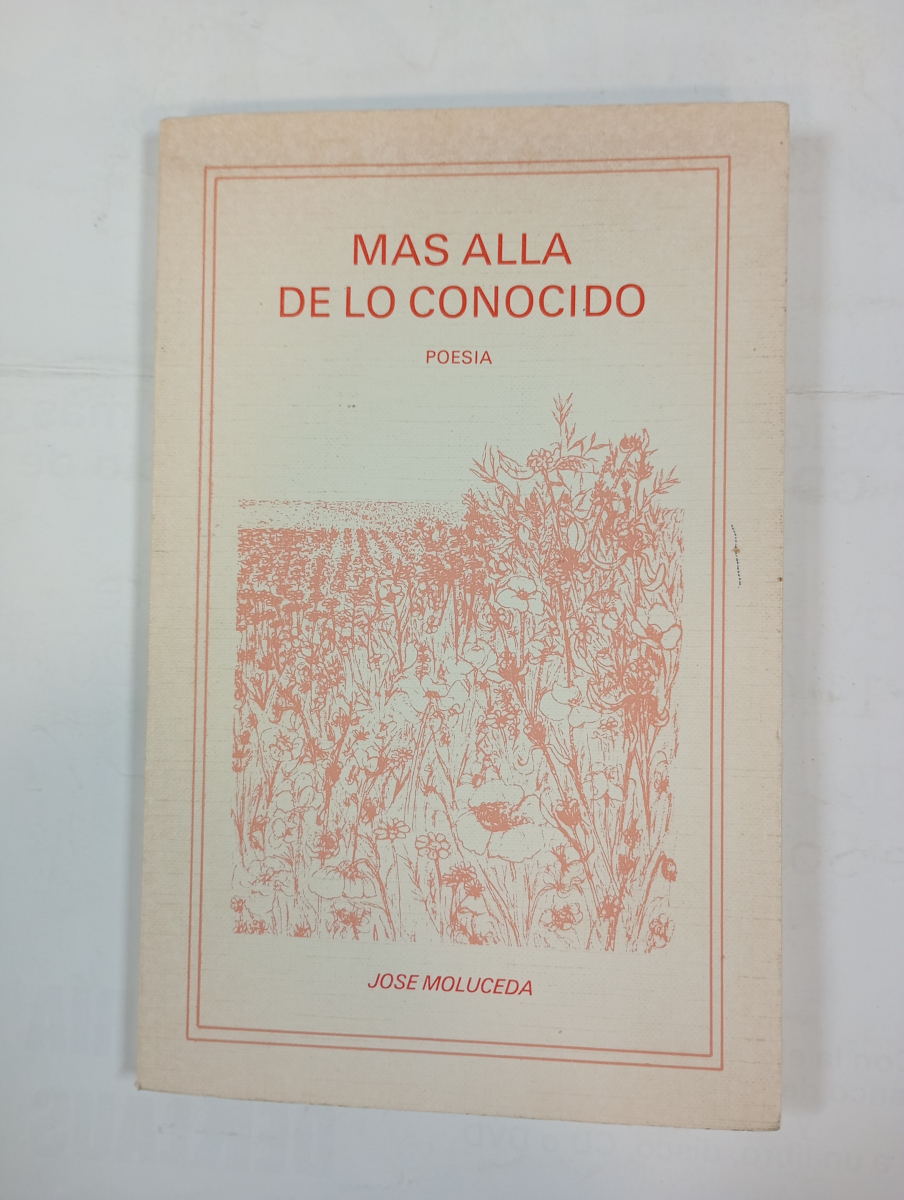 MAS ALLA
DE LO CONOCIDO
POESIA
JOSE MOLUCEDA